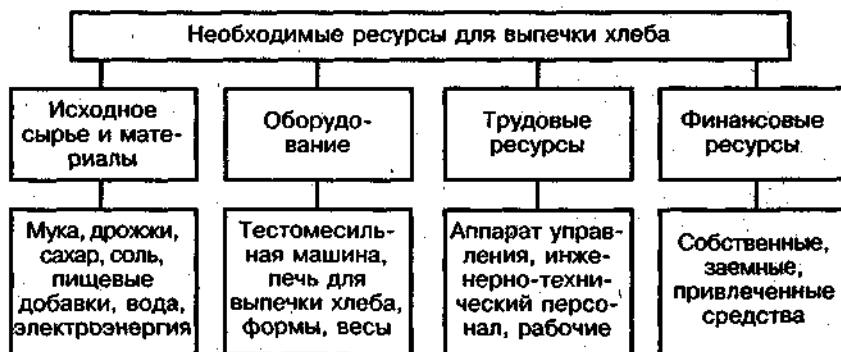 Необходимые ресурсы для выпечки хлеба
Исходное
сырье и мате-
риалы
Оборудо-
вание
Трудовые
ресурсы
Финансовые
ресурсы
Мука, дрожжи,
сахар, соль,
пищевые
добавки, вода,
электроэнергия
Тестомесиль-
ная машина,
печь для
выпечки хлеба,
формы, весы
Аппарат управ-
ления, инже-
нерно-техни-
ческий персо-
нал, рабочие
Собственные,
заемные,
привлеченные
средства